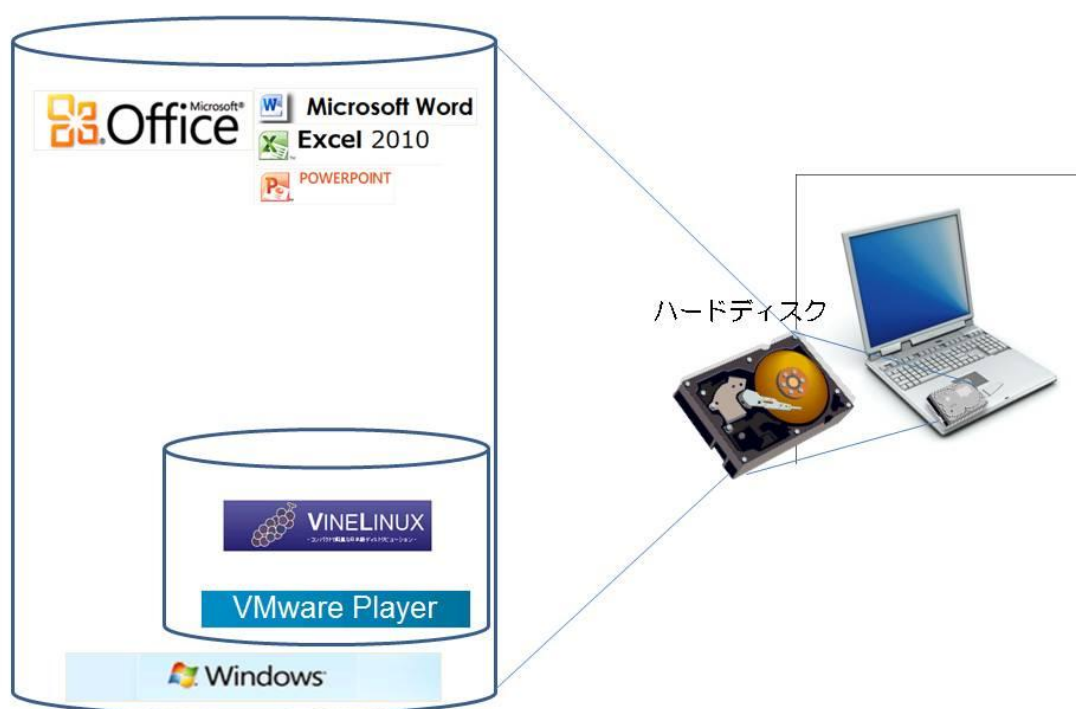 Microsoft®
Office
Microsoft Word
Excel 2010
POWERPOINT
ハードディスク
VINELINUX
VMware Player
Windows